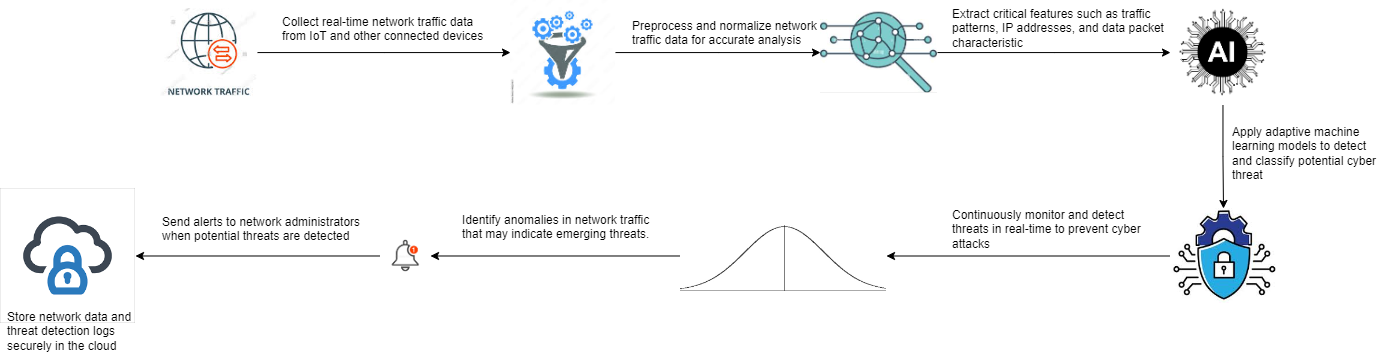 Collect real-time network traffic data
from IoT and other connected devices
Preprocess and normalize network
traffic data for accurate analysis
Extract critical features such as traffic
patterns, IP addresses, and data packet
characteristic
AI
NETWORK TRAFFIC
Apply adaptive machine
learning models to detect
and classify potential cyber
threat
Continuously monitor and detect
threats in real-time to prevent cyber
attacks
Identify anomalies in network traffic
that may indicate emerging threats.
Send alerts to network administrators
when potential threats are detected
Store network data and
threat detection logs
securely in the cloud